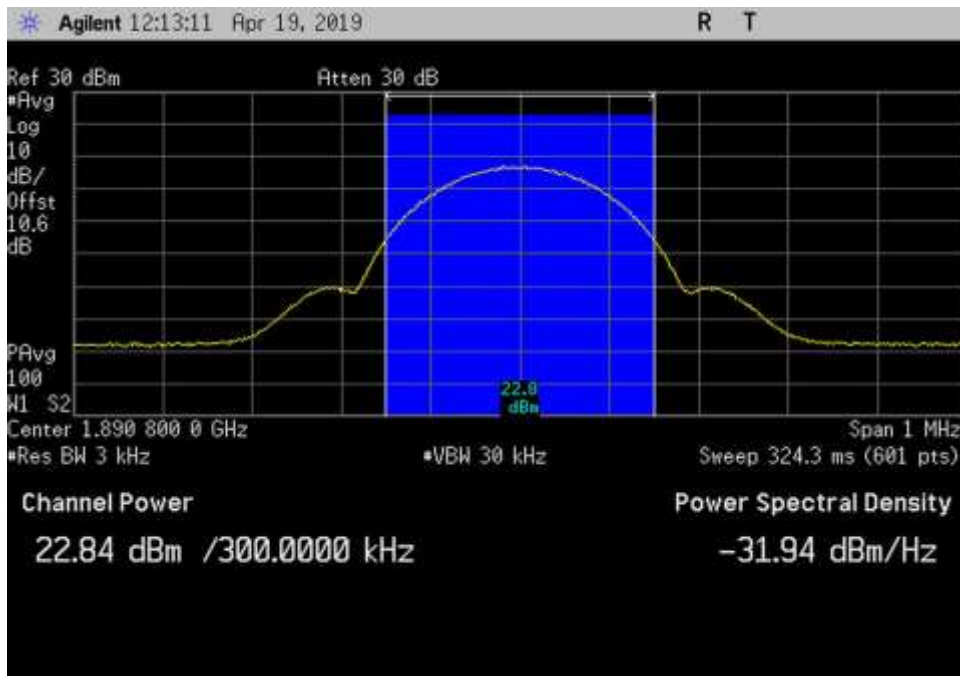 Agilent 12:13:11 Apr 19, 2019 R T
Ref 30 dBm Atten 30 dB
#Avg
Log
10
dB/
Offst
10.6
dB
PAvg
100
W1 S2
22.8
dBm
Center 1.890 800 0 GHz Span 1 MHz
#Res BW 3 kHz #VBW 30 kHz Sweep 324.3 ms (601 pts)
Channel Power Power Spectral Density
22.84 dBm /300.0000 kHz -31.94 dBm/Hz